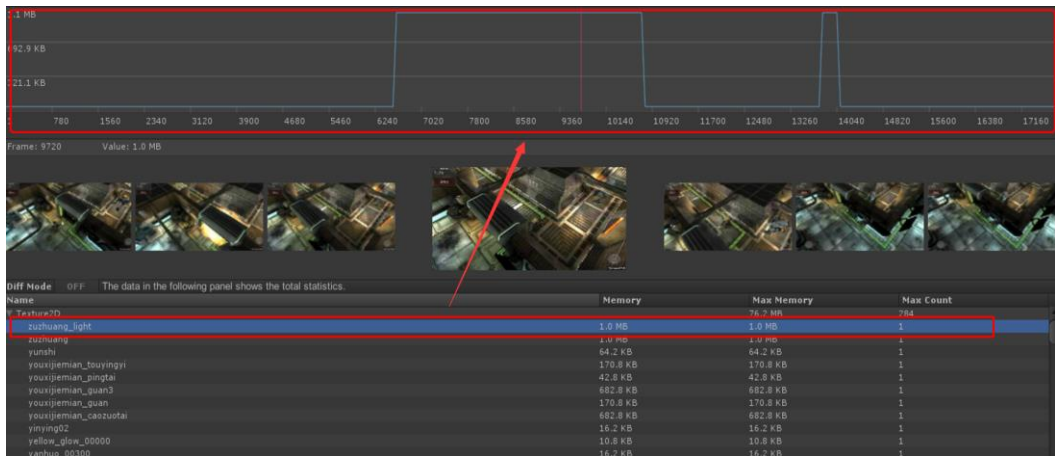 1.1 MB
692.9 KB
321.1 KB
780 1560 2340 3120 3900 4680 5460 6240 7020 7800 8580 9360 10140 10920 11700 12480 13260 14040 14820 15600 16380 17160
Frame: 9720 Value: 1.0 MB
Diff Mode OFF The data in the following panel shows the total statistics.
Name Memory Max Memory Max Count
Texture2D 76.2 MB 284
zuzhuang_light 1.0 MB 1.0 MB 1
zuzhuang 1.0 MB 1.0 MB 1
yunshi 64.2 KB 64.2 KB 1
youxijiemian_touyingyi 170.8 KB 170.8 KB 1
youxijiemian_pingtai 42.8 KB 42.8 KB 1
youxijiemian_guan3 682.8 KB 682.8 KB 1
youxijiemian_guan 170.8 KB 170.8 KB 1
youxijiemian_caozuotai 682.8 KB 682.8 KB 1
yinying02 16.2 KB 16.2 KB 1
yellow_glow_00000 10.8 KB 10.8 KB 1
yanhuo_00300 16.2 KB 16.2 KB 1